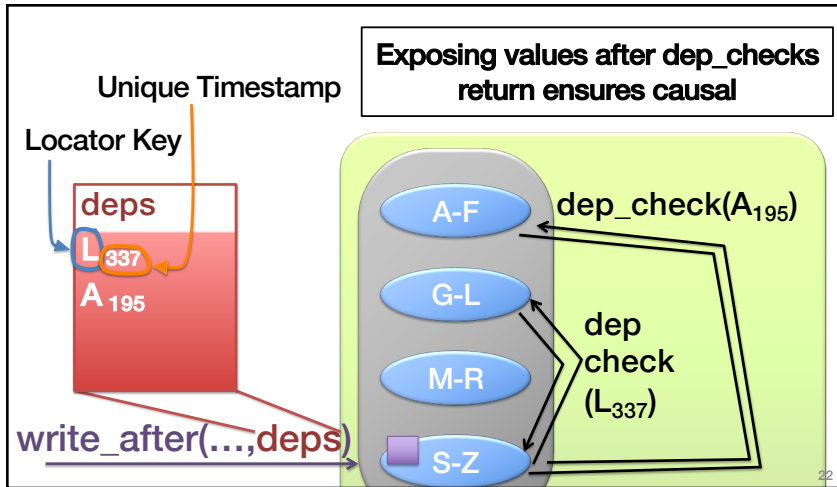 Exposing values after dep_checks
return ensures causal
Unique Timestamp
Locator Key
deps
L337
A195
A-F
dep_check(A195)
G-L
dep
check
(L337)
M-R
write_after(…,deps)
S-Z
22